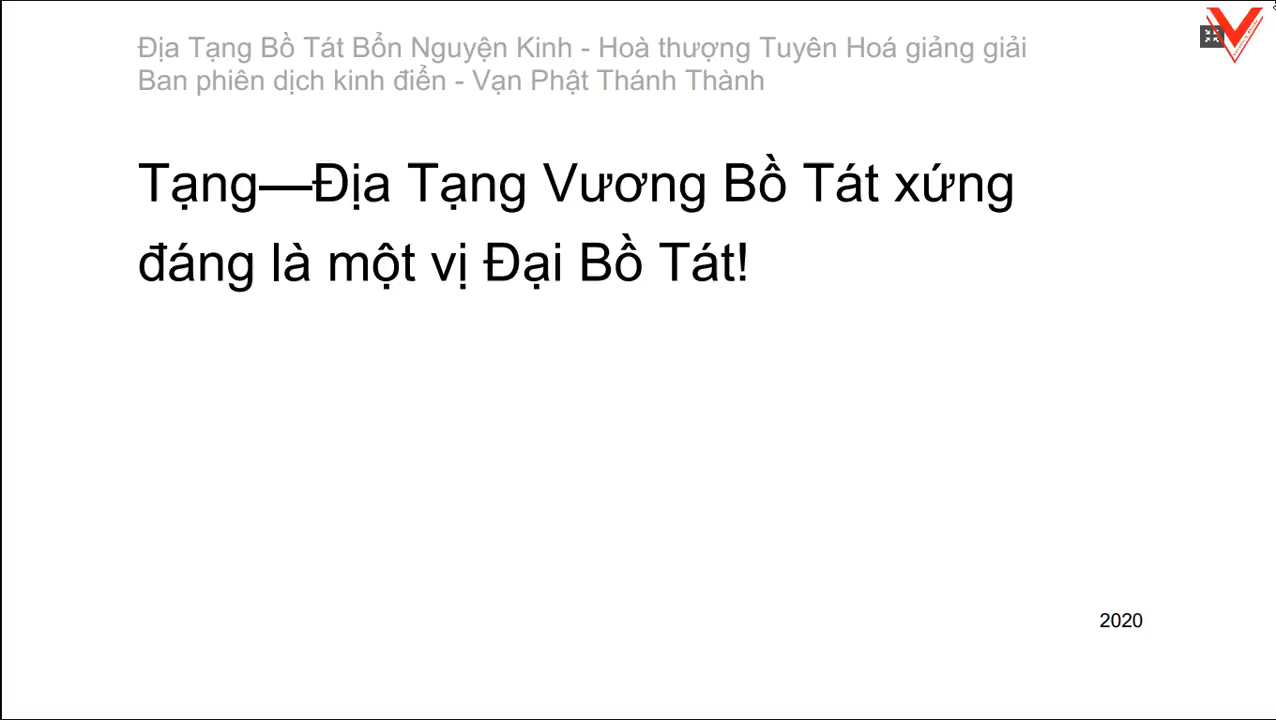 Địa Tạng Bồ Tát Bổn Nguyện Kinh - Hoà thượng Tuyên Hoá giảng giải
Ban phiên dịch kinh điển - Vạn Phật Thánh Thành
Tạng—Địa Tạng Vương Bồ Tát xứng
đáng là một vị Đại Bồ Tát!
2020